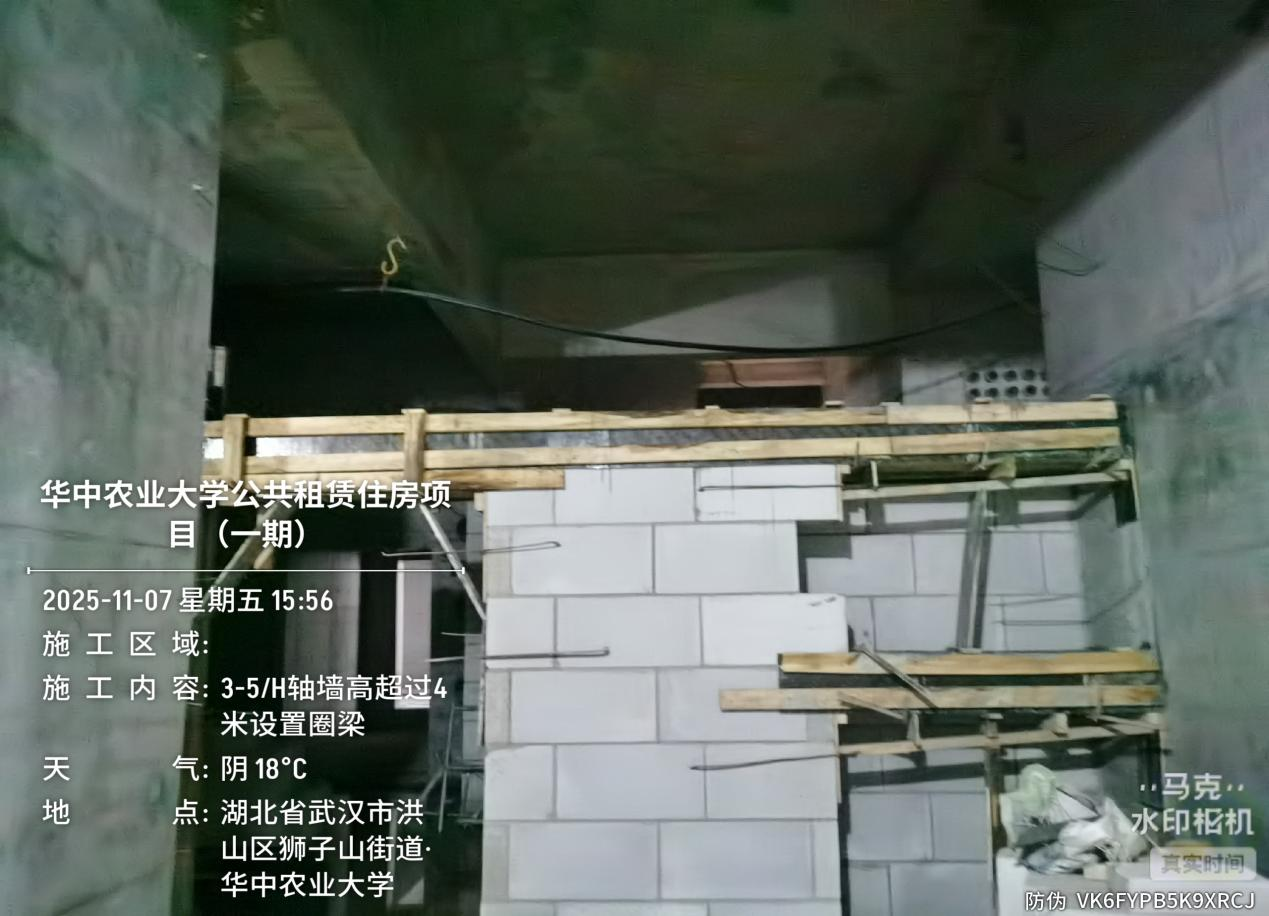 华中农业大学公共租赁住房项
目（一期）
2025-11-07 星期五 15:56
施工区域：
施工内容：3-5/H轴墙高超过4
米设置圈梁
天气：阴 18°C
地点：湖北省武汉市洪
山区狮子山街道·
华中农业大学
马克
水印相机
真实时间
防伪 VK6FYPB5K9XRCJ